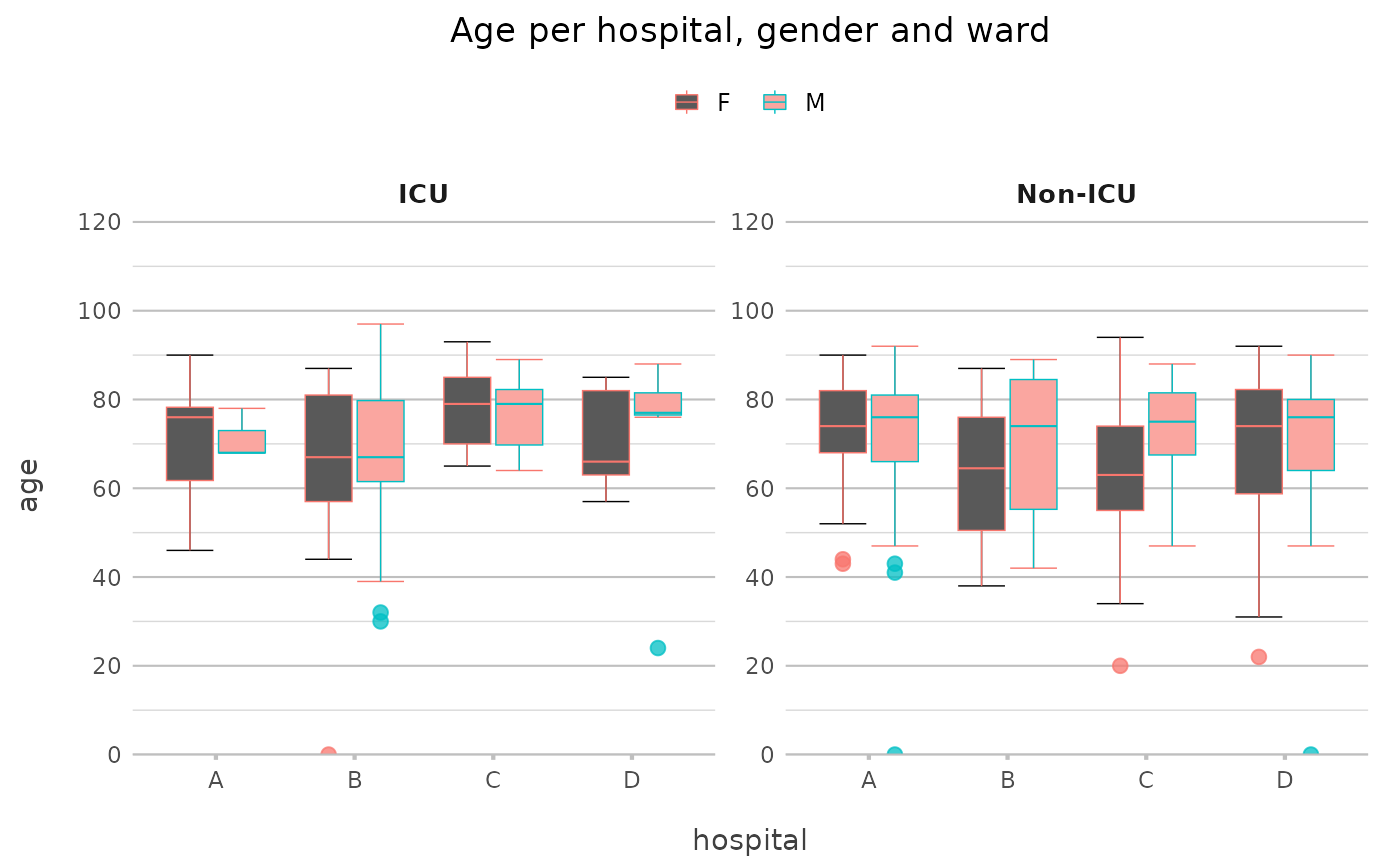 Age per hospital, gender and ward
F M
ICU Non-ICU
120 120
100 100
80 80
60 60
40 40
20 20
0 0
A B C D A B C D
age
hospital